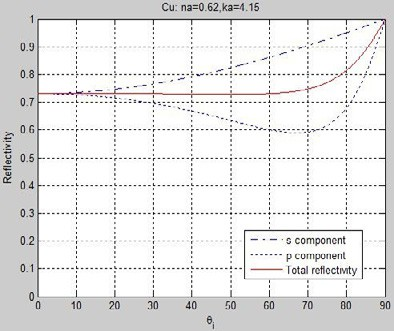 Cu: na=0.62,ka=4.15
1
0.9
0.8
0.7
0.6
0.5
0.4
0.3
0.2
0.1
0
Reflectivity
s component
p component
Total reflectivity
0 10 20 30 40 50 60 70 80 90
θi